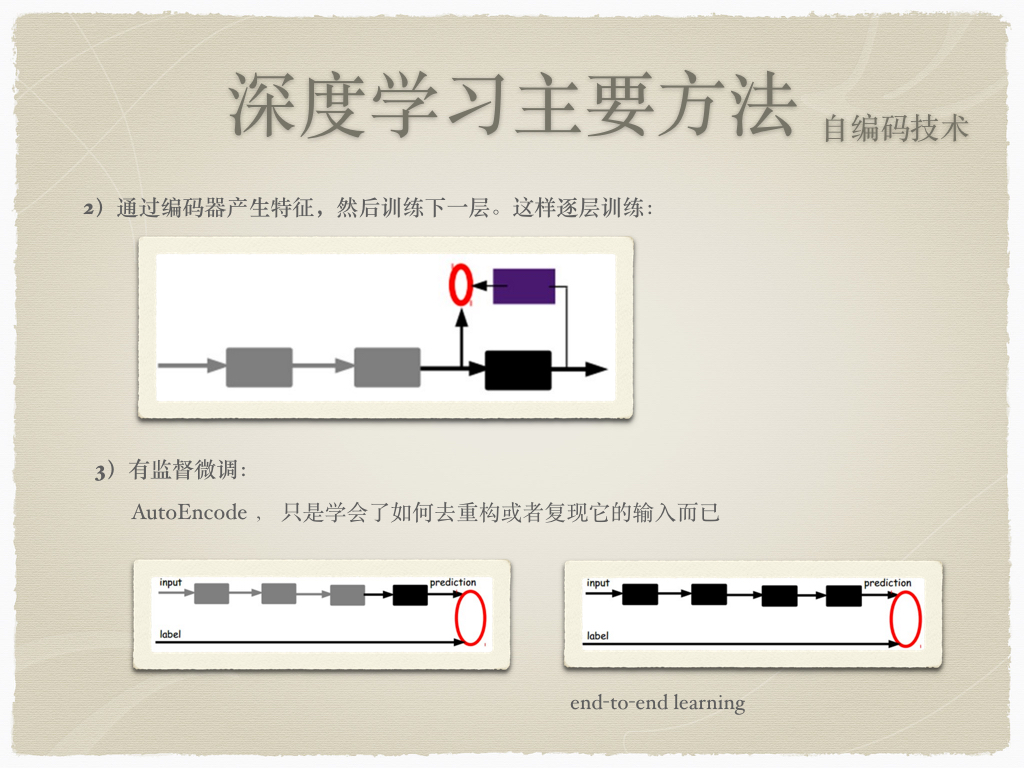 深度学习主要方法 自编码技术
2）通过编码器产生特征，然后训练下一层。这样逐层训练：
3）有监督微调：
AutoEncode ， 只是学会了如何去重构或者复现它的输入而已
input prediction
label
input prediction
label
end-to-end learning